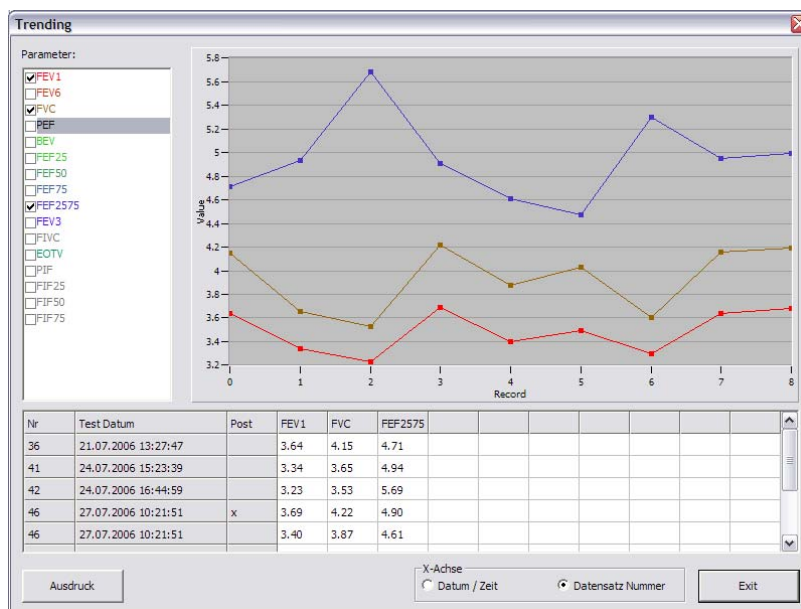 Trending
Parameter:
FEV1
FEV6
FVC
PEF
BEV
FEF25
FEF50
FEF75
FEF2575
FEV3
FIVC
EOTV
PIF
FIF25
FIF50
FIF75
5.8
5.6
5.4
5.2
5
4.8
4.6
4.4
4.2
4
3.8
3.6
3.4
3.2
Value
0 1 2 3 4 5 6 7 8
Record
Nr Test Datum Post FEV1 FVC FEF2575
36 21.07.2006 13:27:47 3.64 4.15 4.71
41 24.07.2006 15:23:39 3.34 3.65 4.94
42 24.07.2006 16:44:59 3.23 3.53 5.69
46 27.07.2006 10:21:51 x 3.69 4.22 4.90
46 27.07.2006 10:21:51 3.40 3.87 4.61
X-Achse
Ausdruck Datum / Zeit Datensatz Nummer Exit